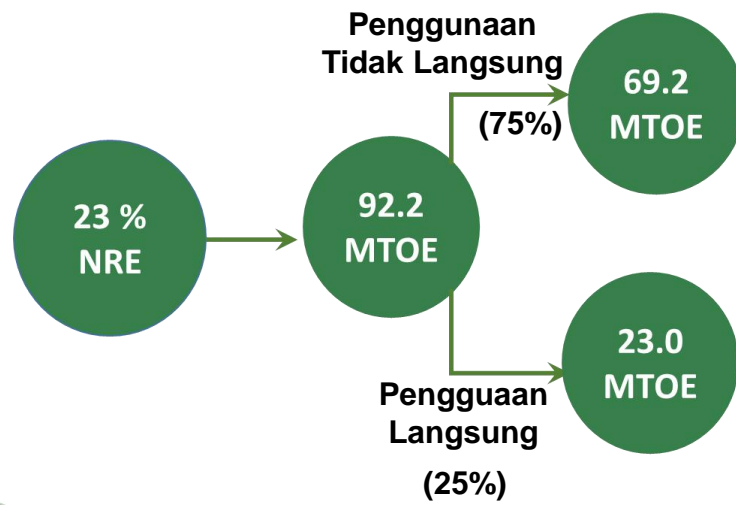 23 %
NRE
92.2
MTOE
Penggunaan
Tidak Langsung
(75%)
69.2
MTOE
Pengguaan
Langsung
(25%)
23.0
MTOE